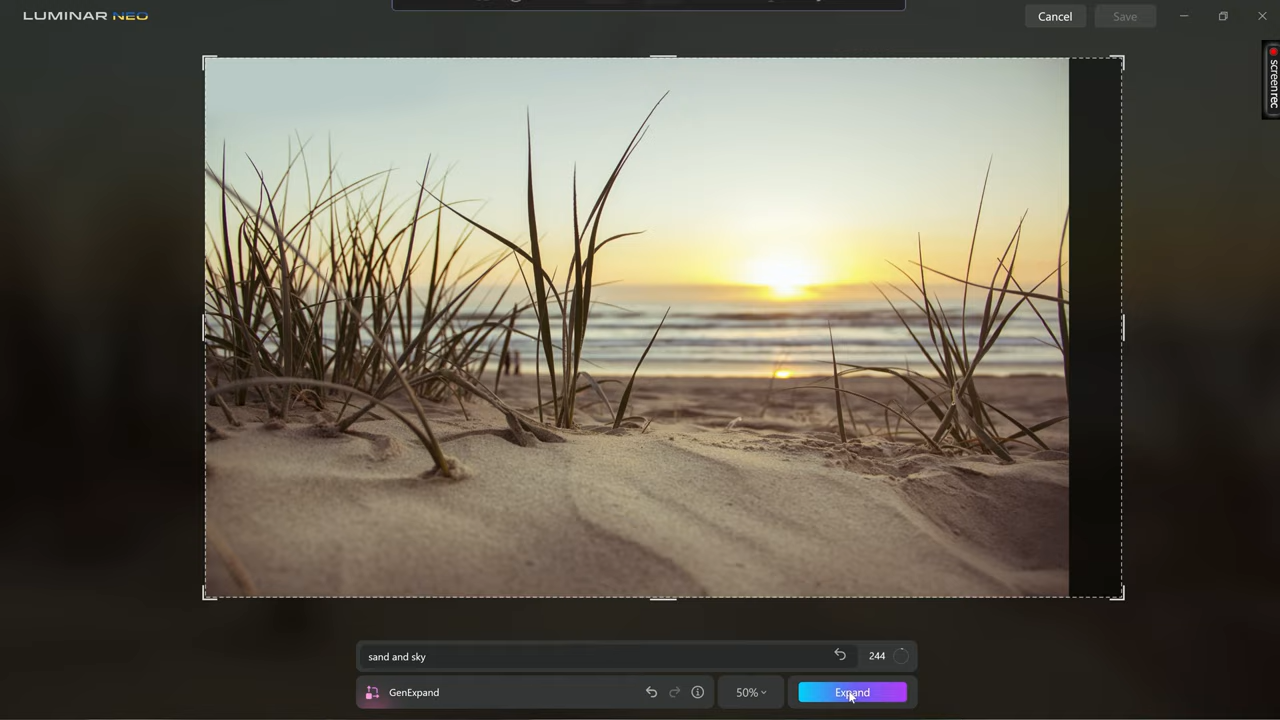 LUMINAR NEO
Cancel
Save
screenrec
sand and sky
244
GenExpand
50%
Expand